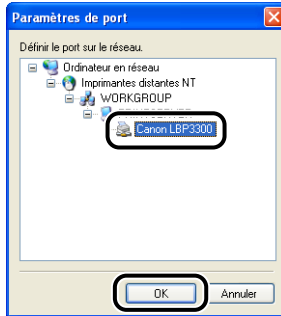 Paramètres de port
Définir le port sur le réseau.
Ordinateur en réseau
Imprimantes distantes NT
WORKGROUP
PRINTSERVER
Canon LBP3300
OK
Annuler